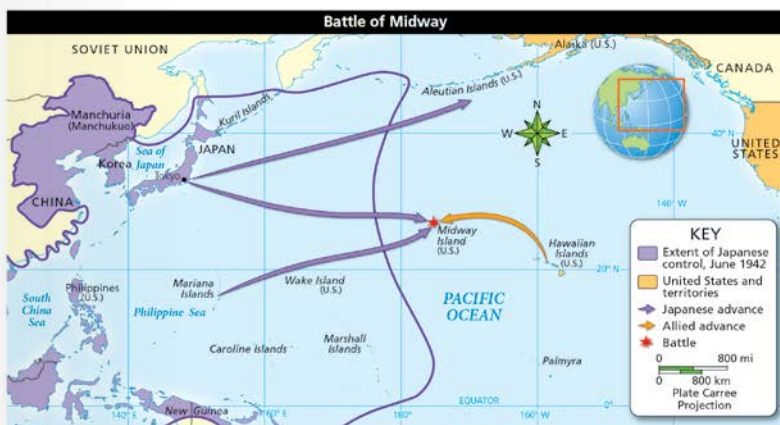 Battle of Midway
SOVIET UNION
Alaska (U.S.)
CANADA
Aleutian Islands (U.S.)
Manchuria
(Manchukuo)
Kuril Islands
N
W
E
S
40° N
Sea of
Japan
JAPAN
Korea
Tokyo
UNITED
STATES
CHINA
140° W
Midway
Island
(U.S.)
Hawaiian
Islands
(U.S.)
20° N
Mariana
Islands
Wake Island
(U.S.)
Philippines
(U.S.)
South
China
Sea
Philippine Sea
PACIFIC
OCEAN
Caroline Islands
Marshall
Islands
Palmyra
New Guinea
EQUATOR
140° E
160° E
180°
160° W
0°
KEY
Extent of Japanese
control, June 1942
United States and
territories
Japanese advance
Allied advance
Battle
0 800 mi
0 800 km
Plate Carree
Projection